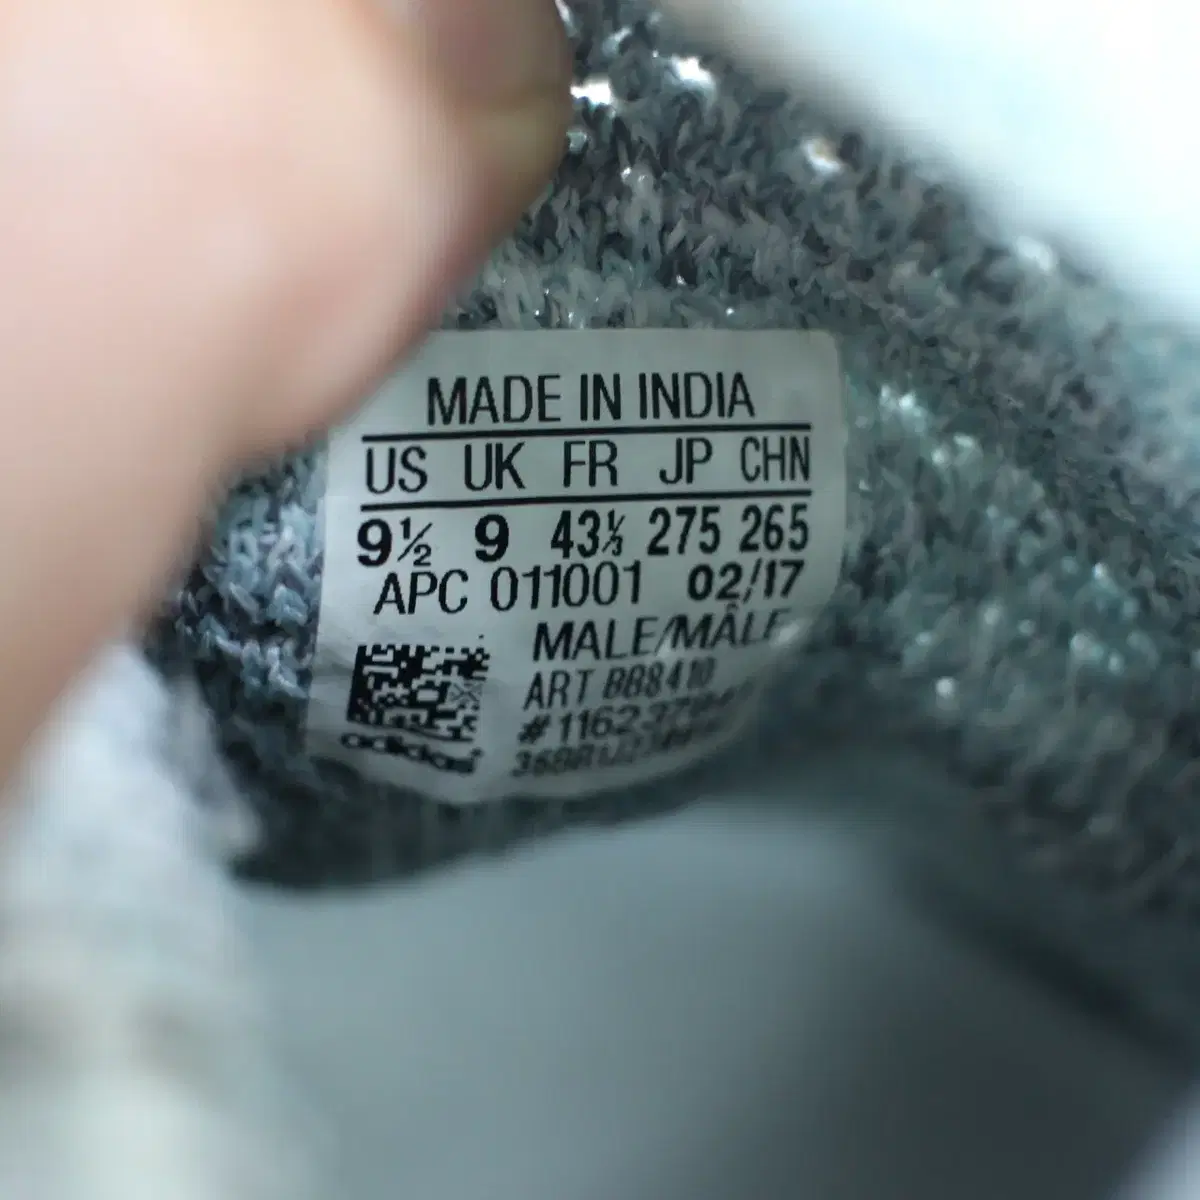 MADE IN INDIA
US UK FR JP CHN
9½ 9 43⅓ 275 265
APC 011001 02/17
MALE/MÂLE
ART BB8410
adidas